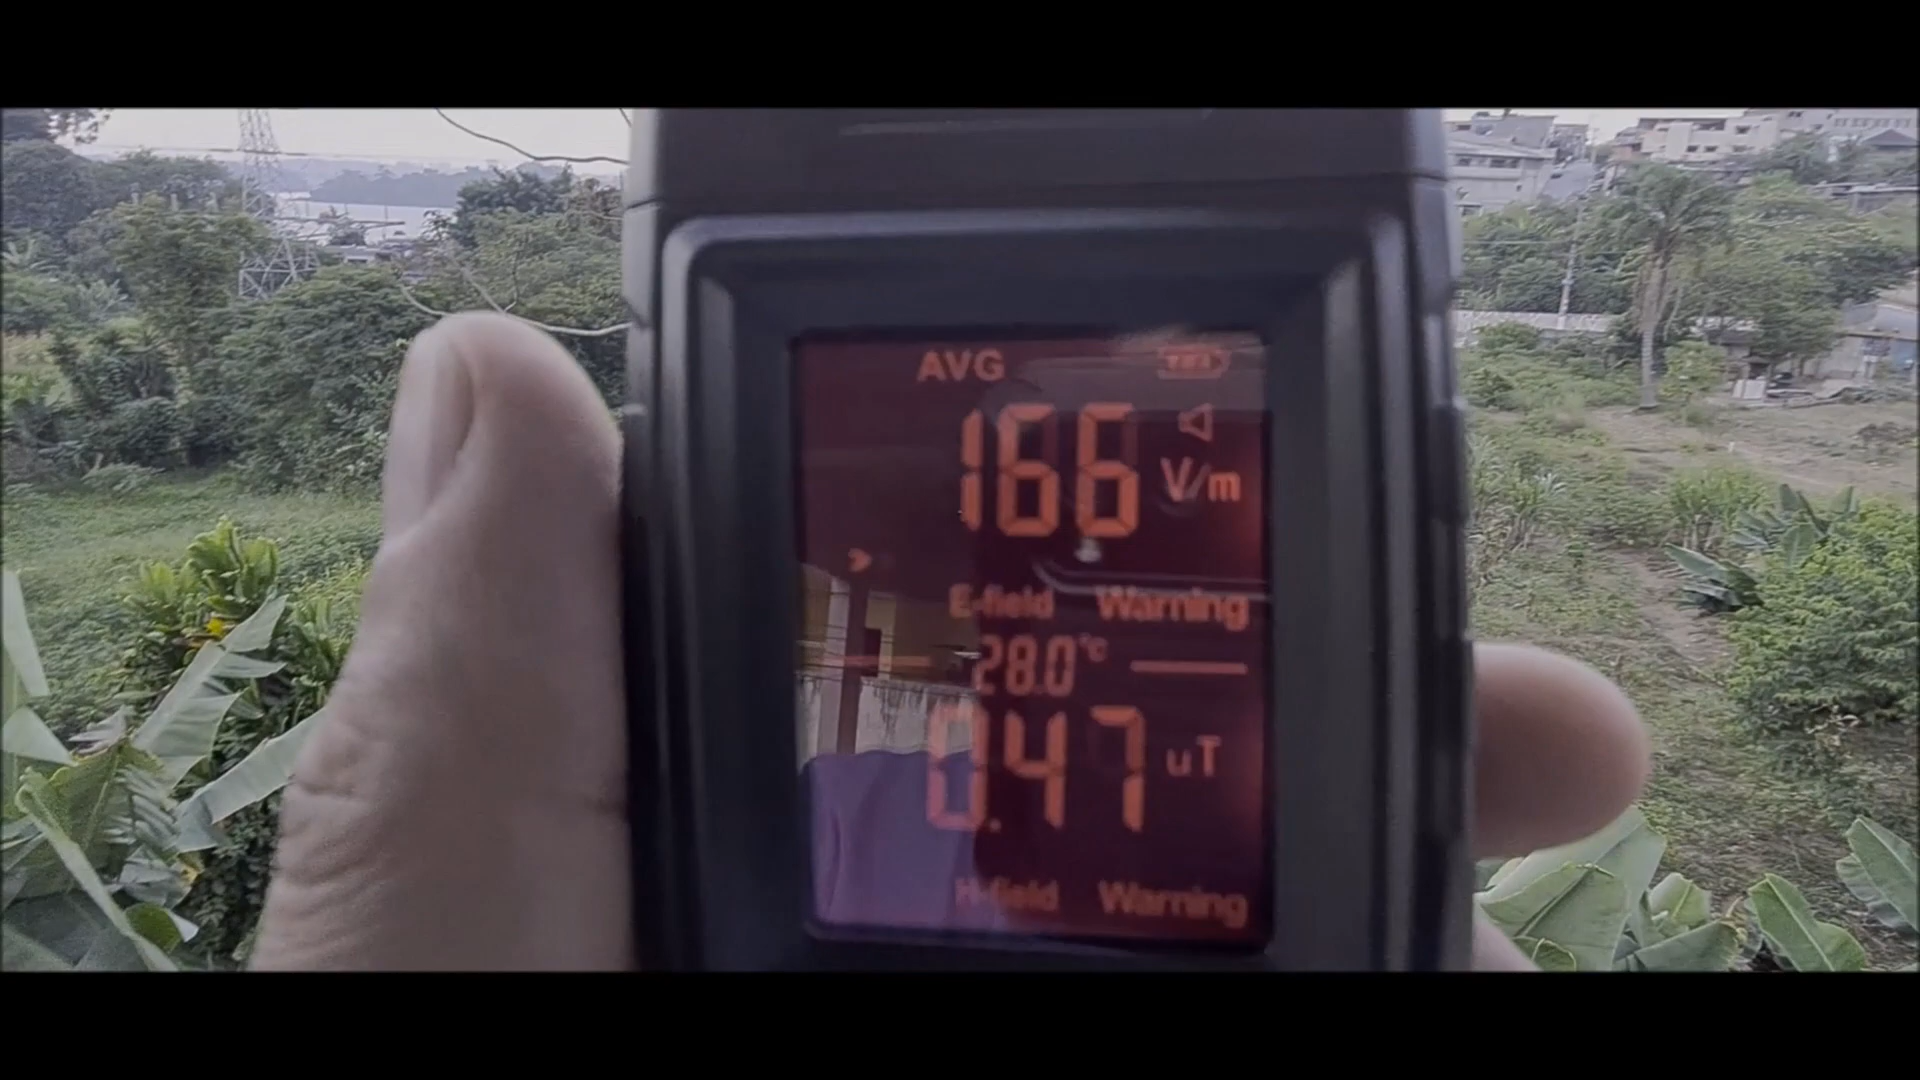 AVG
166 V/m
E-field Warning
28.0 °C
0.47 uT
H-field Warning